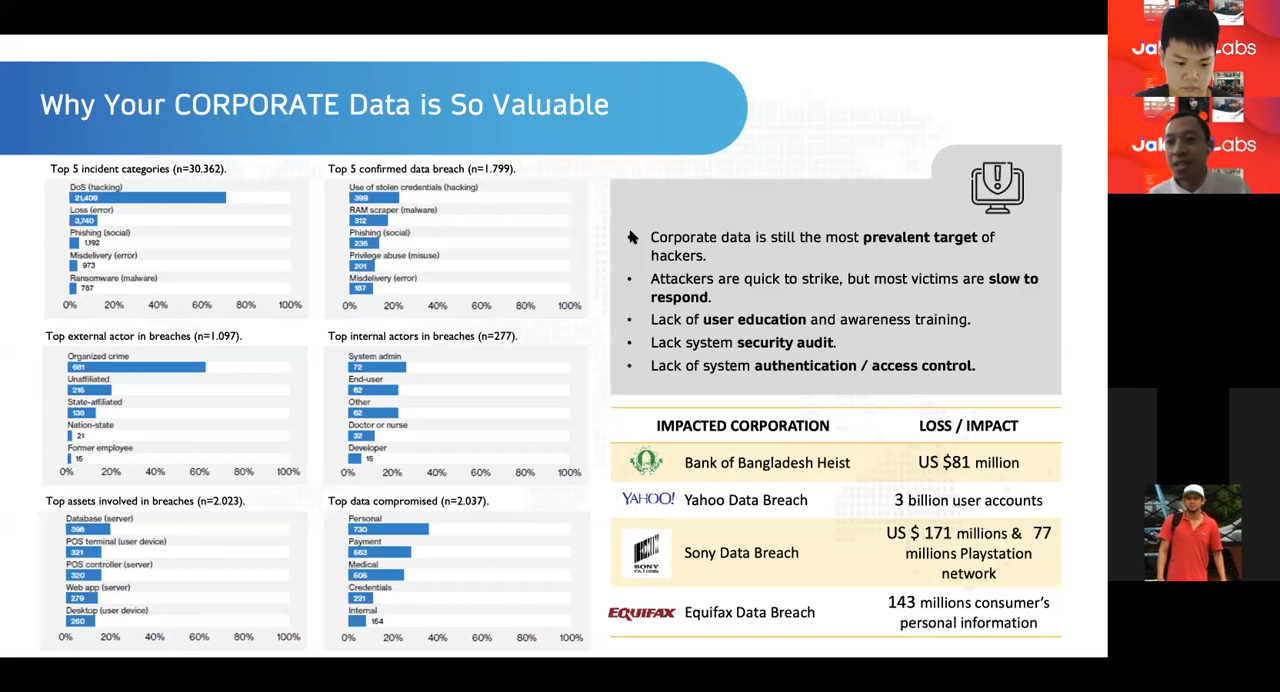 Why Your CORPORATE Data is So Valuable
Top 5 incident categories (n=30.362).
DoS (hacking)
21,409
Loss (error)
3,740
Phishing (social)
1,192
Misdelivery (error)
973
Ransomware (malware)
787
0% 20% 40% 60% 80% 100%
Top 5 confirmed data breach (n=1.799).
Use of stolen credentials (hacking)
399
RAM scraper (malware)
312
Phishing (social)
236
Privilege abuse (misuse)
201
Misdelivery (error)
187
0% 20% 40% 60% 80% 100%
Top external actor in breaches (n=1.097).
Organized crime
681
Unaffiliated
215
State-affiliated
138
Nation-state
21
Former employee
15
0% 20% 40% 60% 80% 100%
Top internal actors in breaches (n=277).
System admin
72
End-user
62
Other
62
Doctor or nurse
32
Developer
15
0% 20% 40% 60% 80% 100%
Top assets involved in breaches (n=2.023).
Database (server)
398
POS terminal (user device)
321
POS controller (server)
320
Web app (server)
279
Desktop (user device)
260
0% 20% 40% 60% 80% 100%
Top data compromised (n=2.037).
Personal
730
Payment
563
Medical
505
Credentials
221
Internal
154
0% 20% 40% 60% 80% 100%
Corporate data is still the most prevalent target of
hackers.
• Attackers are quick to strike, but most victims are slow to
respond.
• Lack of user education and awareness training.
• Lack system security audit.
• Lack of system authentication / access control.
IMPACTED CORPORATION LOSS / IMPACT
Bank of Bangladesh Heist US $81 million
YAHOO! Yahoo Data Breach 3 billion user accounts
SONY
PICTURES
Sony Data Breach
US $ 171 millions & 77
millions Playstation
network
EQUIFAX Equifax Data Breach
143 millions consumer's
personal information